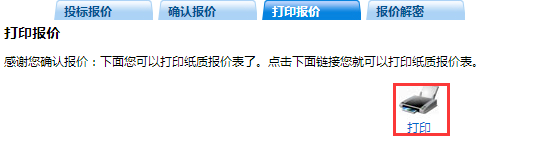 投标报价 确认报价 打印报价 报价解密
打印报价
感谢您确认报价：下面您可以打印纸质报价表了。点击下面链接您就可以打印纸质报价表。
打印